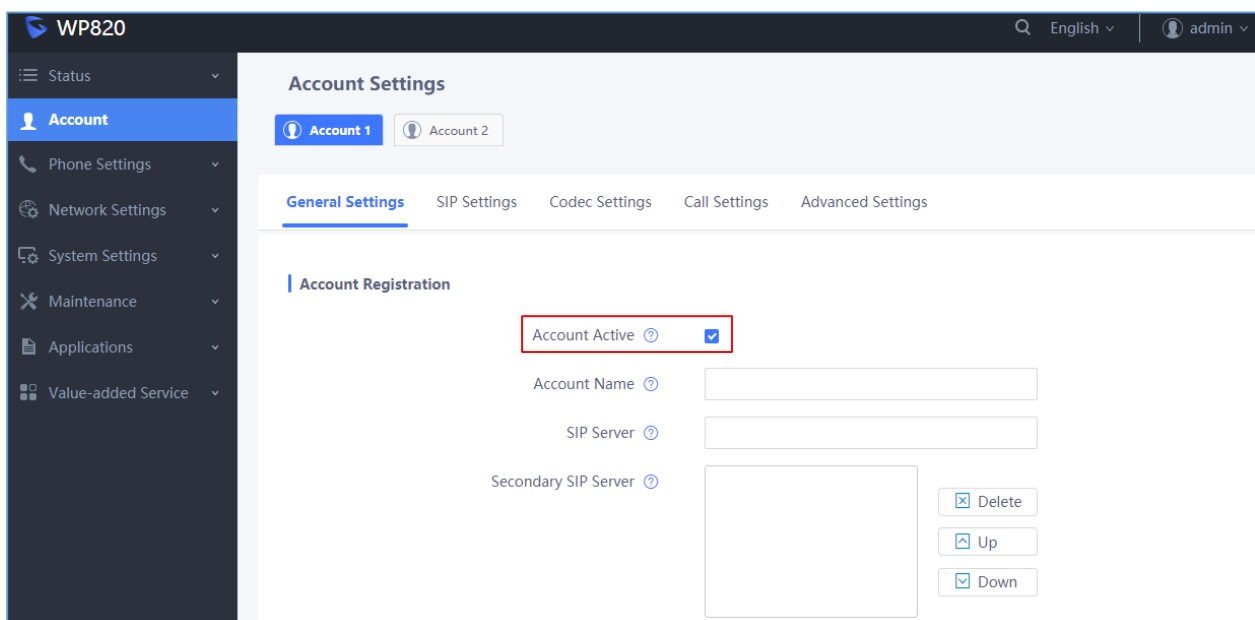 WP820
English
admin
Status
Account
Phone Settings
Network Settings
System Settings
Maintenance
Applications
Value-added Service
Account Settings
Account 1
Account 2
General Settings
SIP Settings
Codec Settings
Call Settings
Advanced Settings
Account Registration
Account Active ?
Account Name ?
SIP Server ?
Secondary SIP Server ?
Delete
Up
Down